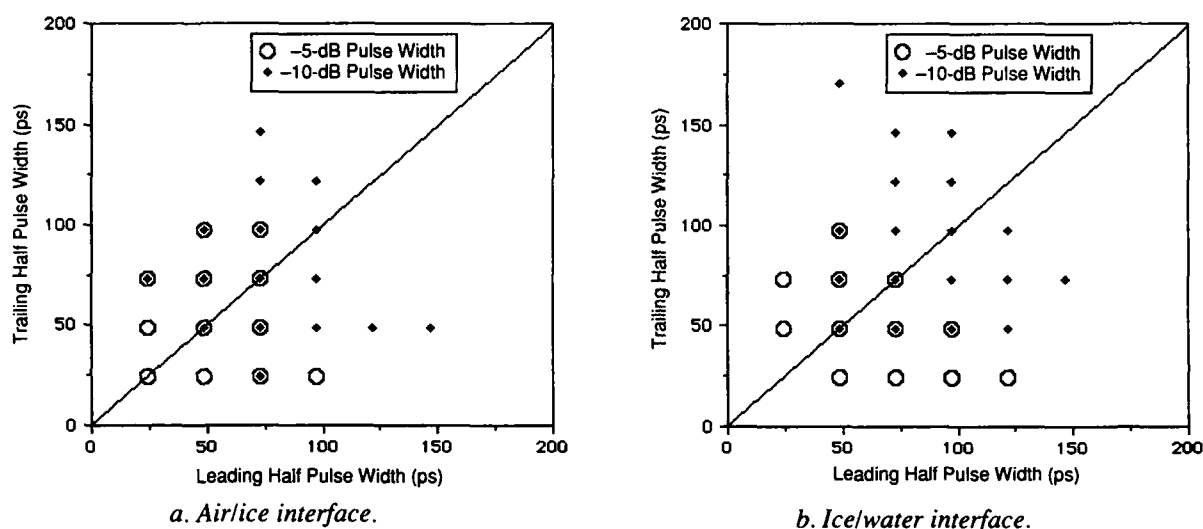 200
150
100
50
0
Trailing Half Pulse Width (ps)
–5-dB Pulse Width
–10-dB Pulse Width
0 50 100 150 200
Leading Half Pulse Width (ps)
a. Air/ice interface.
200
150
100
50
0
Trailing Half Pulse Width (ps)
–5-dB Pulse Width
–10-dB Pulse Width
0 50 100 150 200
Leading Half Pulse Width (ps)
b. Ice/water interface.